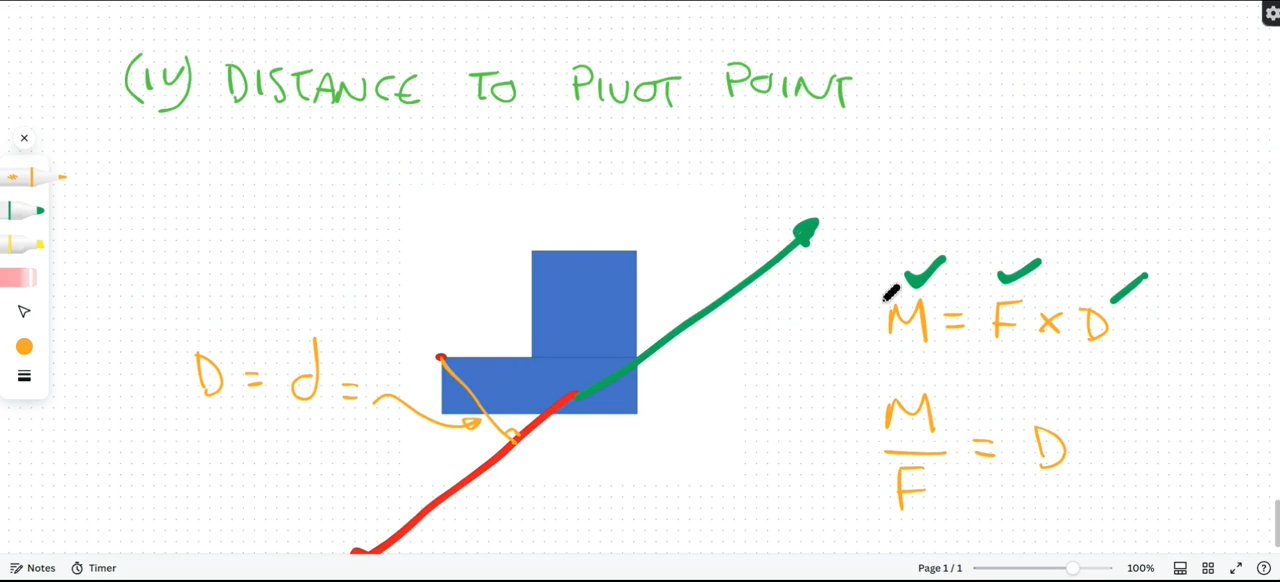 (iv) DISTANCE TO PIVOT POINT
D = d =
M = F x D
M
F
= D
Notes
Timer
Page 1 / 1
100%